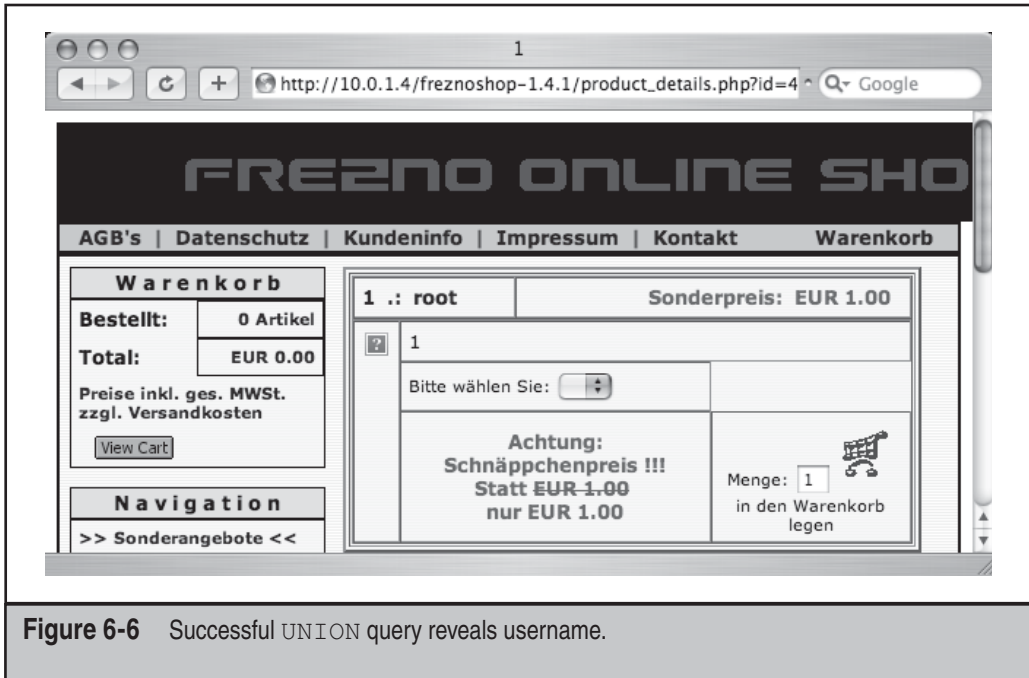 1
http://10.0.1.4/freznoshop-1.4.1/product_details.php?id=4
Google
FREZNO ONLINE SHO
AGB's | Datenschutz | Kundeninfo | Impressum | Kontakt Warenkorb
Warenkorb
Bestellt: 0 Artikel
Total: EUR 0.00
Preise inkl. ges. MWSt.
zzgl. Versandkosten
View Cart
Navigation
>> Sonderangebote <<
1 .: root Sonderpreis: EUR 1.00
1
Bitte wählen Sie:
Achtung:
Schnäppchenpreis !!!
Statt EUR 1.00
nur EUR 1.00
Menge: 1
in den Warenkorb
legen
Figure 6-6 Successful UNION query reveals username.